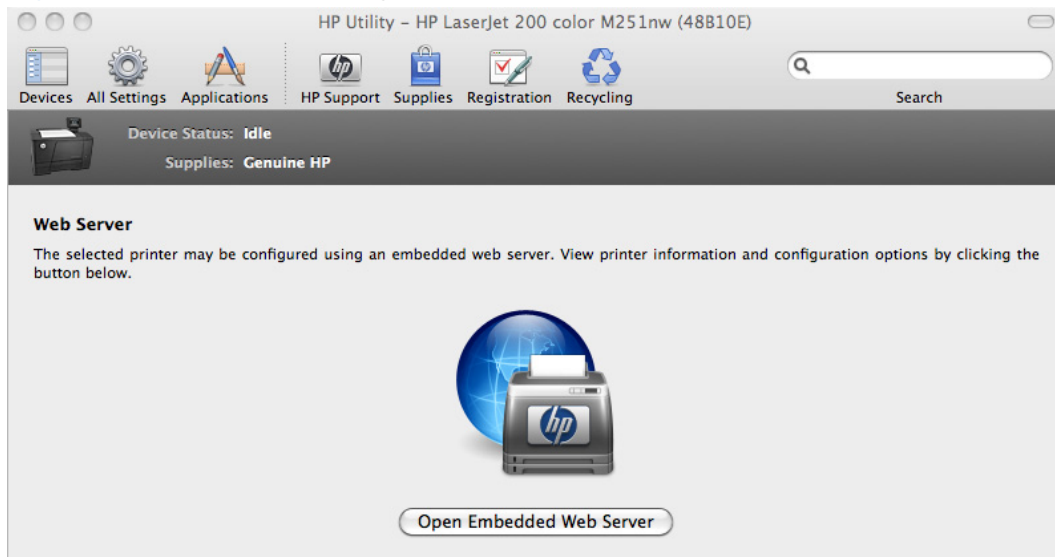 HP Utility – HP LaserJet 200 color M251nw (48B10E)
Devices All Settings Applications HP Support Supplies Registration Recycling Search
Device Status: Idle
Supplies: Genuine HP
Web Server
The selected printer may be configured using an embedded web server. View printer information and configuration options by clicking the
button below.
hp
Open Embedded Web Server